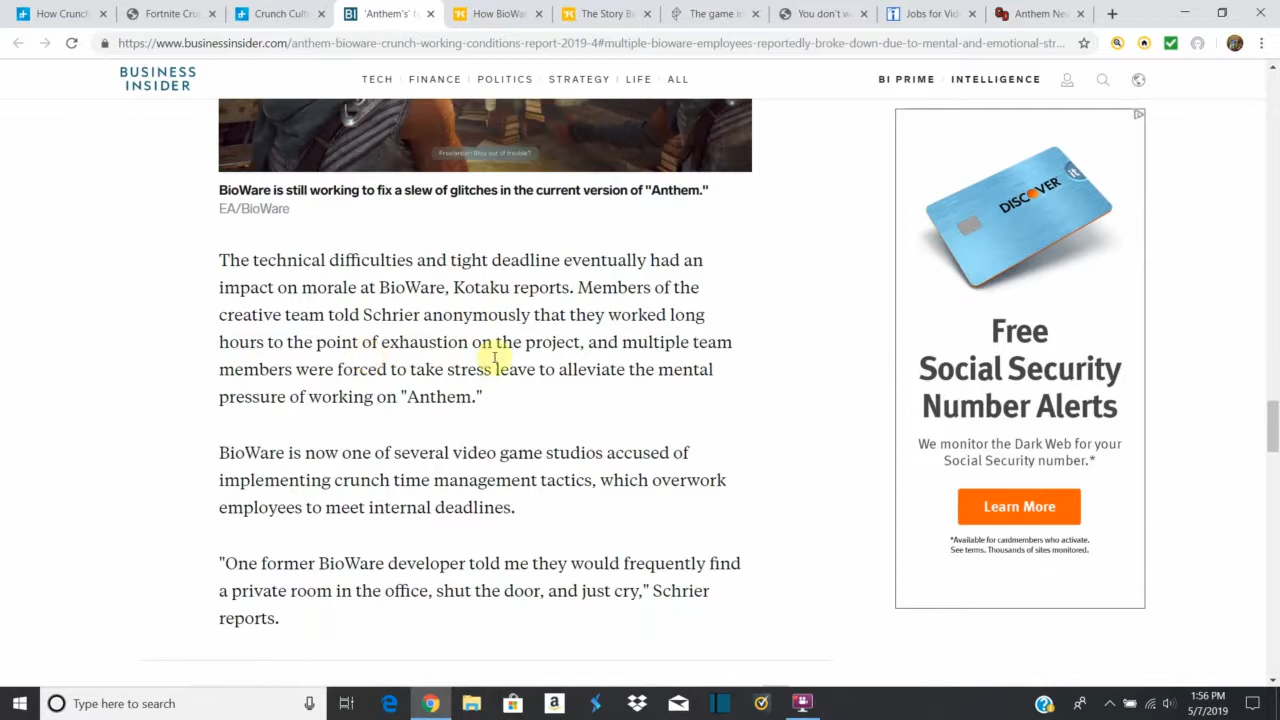 How Crunch
Fortnite Cru
How Crunch
'Anthem's'
How BioWar
The Story Be
The game in
You don't w
Jobs for Vid
Anthem Ne
https://www.businessinsider.com/anthem-bioware-crunch-working-conditions-report-2019-4#multiple-bioware-employees-reportedly-broke-down-due-to-mental-and-emotional-str...
BUSINESS
INSIDER
TECH FINANCE POLITICS STRATEGY LIFE ALL
BI PRIME INTELLIGENCE
Freelancer: Stay out of trouble?
BioWare is still working to fix a slew of glitches in the current version of "Anthem."
EA/BioWare
The technical difficulties and tight deadline eventually had an
impact on morale at BioWare, Kotaku reports. Members of the
creative team told Schrier anonymously that they worked long
hours to the point of exhaustion on the project, and multiple team
members were forced to take stress leave to alleviate the mental
pressure of working on "Anthem."
BioWare is now one of several video game studios accused of
implementing crunch time management tactics, which overwork
employees to meet internal deadlines.
"One former BioWare developer told me they would frequently find
a private room in the office, shut the door, and just cry," Schrier
reports.
DISCOVER
it
Free
Social Security
Number Alerts
We monitor the Dark Web for your
Social Security number.*
Learn More
*Available for cardmembers who activate.
See terms. Thousands of sites monitored.
Type here to search
1:56 PM
5/7/2019